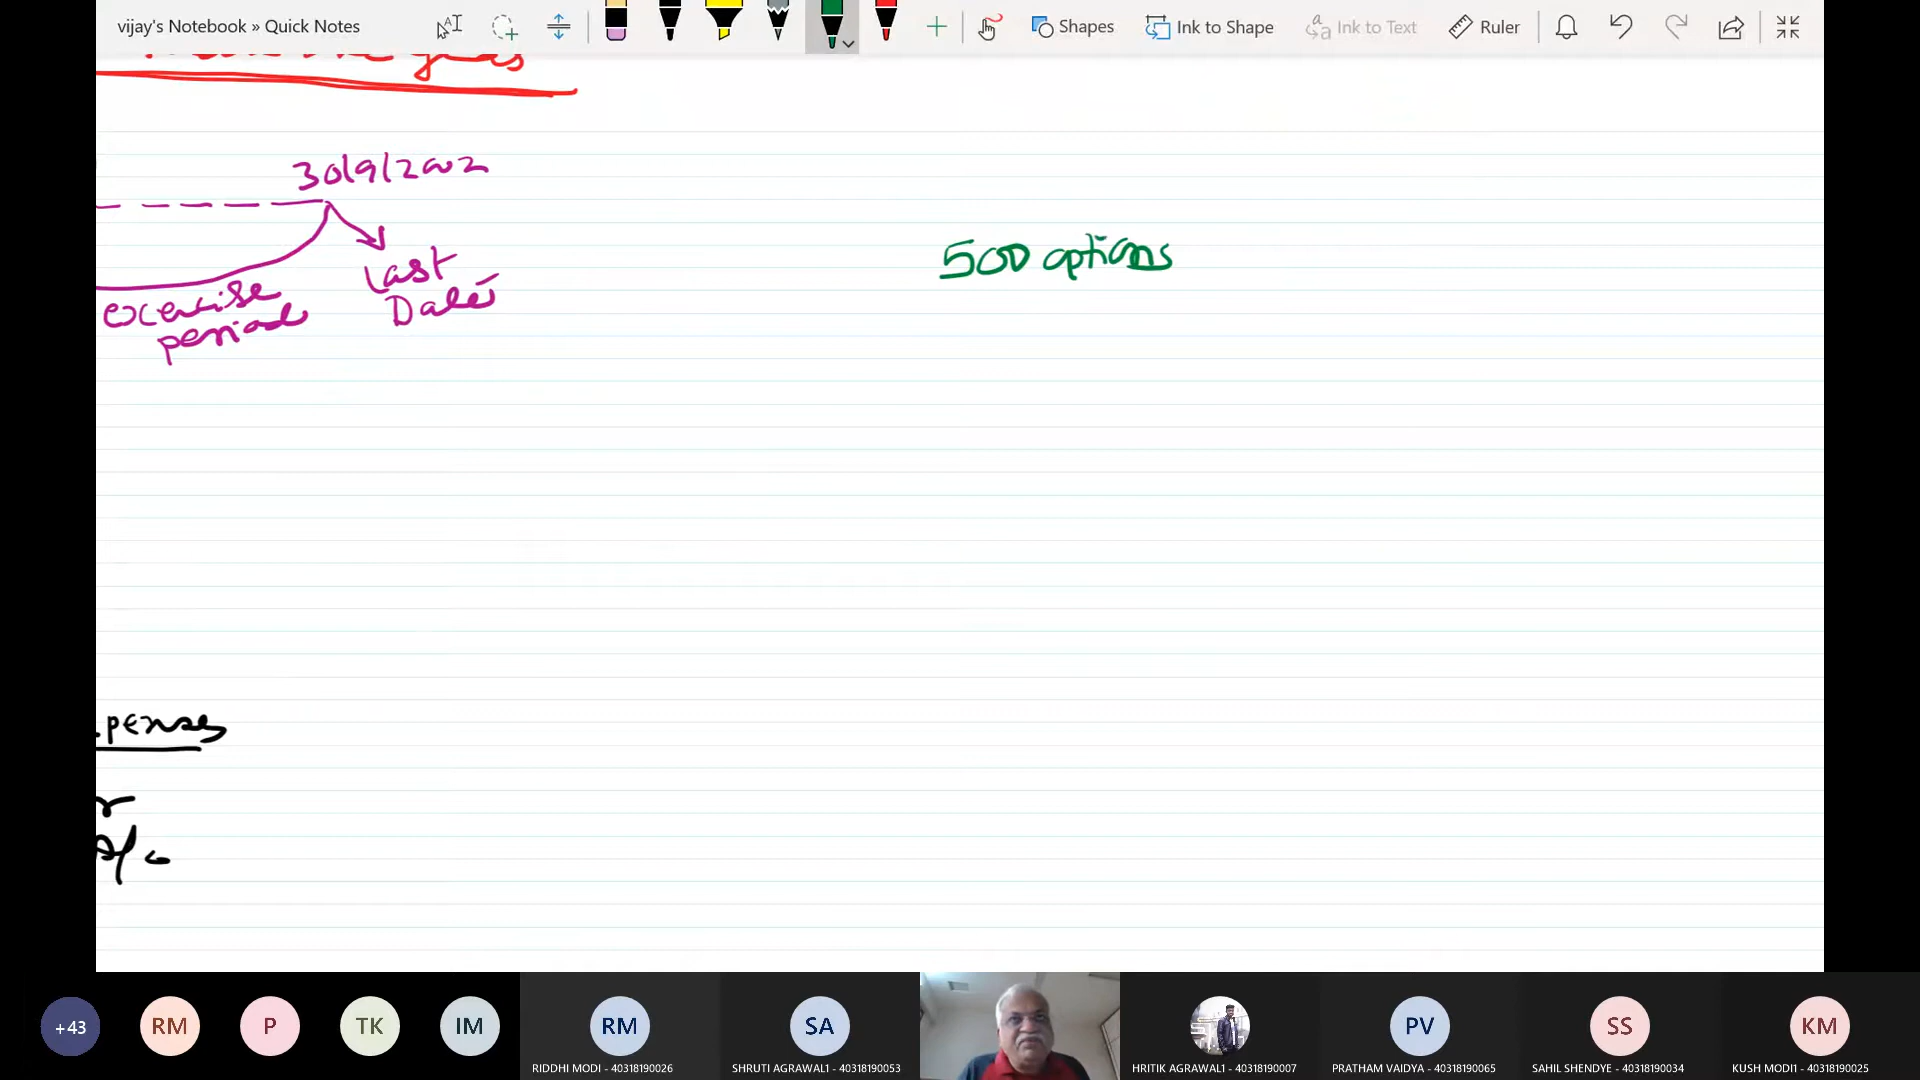 vijay's Notebook » Quick Notes
Shapes
Ink to Shape
Ink to Text
Ruler
30/9/2002
Last
Date
exercise
period
500 options
penses
r
A/c
+43
RM
P
TK
IM
RM
SA
PV
SS
KM
RIDDHI MODI - 40318190026
SHRUTI AGRAWAL1 - 40318190053
HRITIK AGRAWAL1 - 40318190007
PRATHAM VAIDYA - 40318190065
SAHIL SHENDYE - 40318190034
KUSH MODI1 - 40318190025